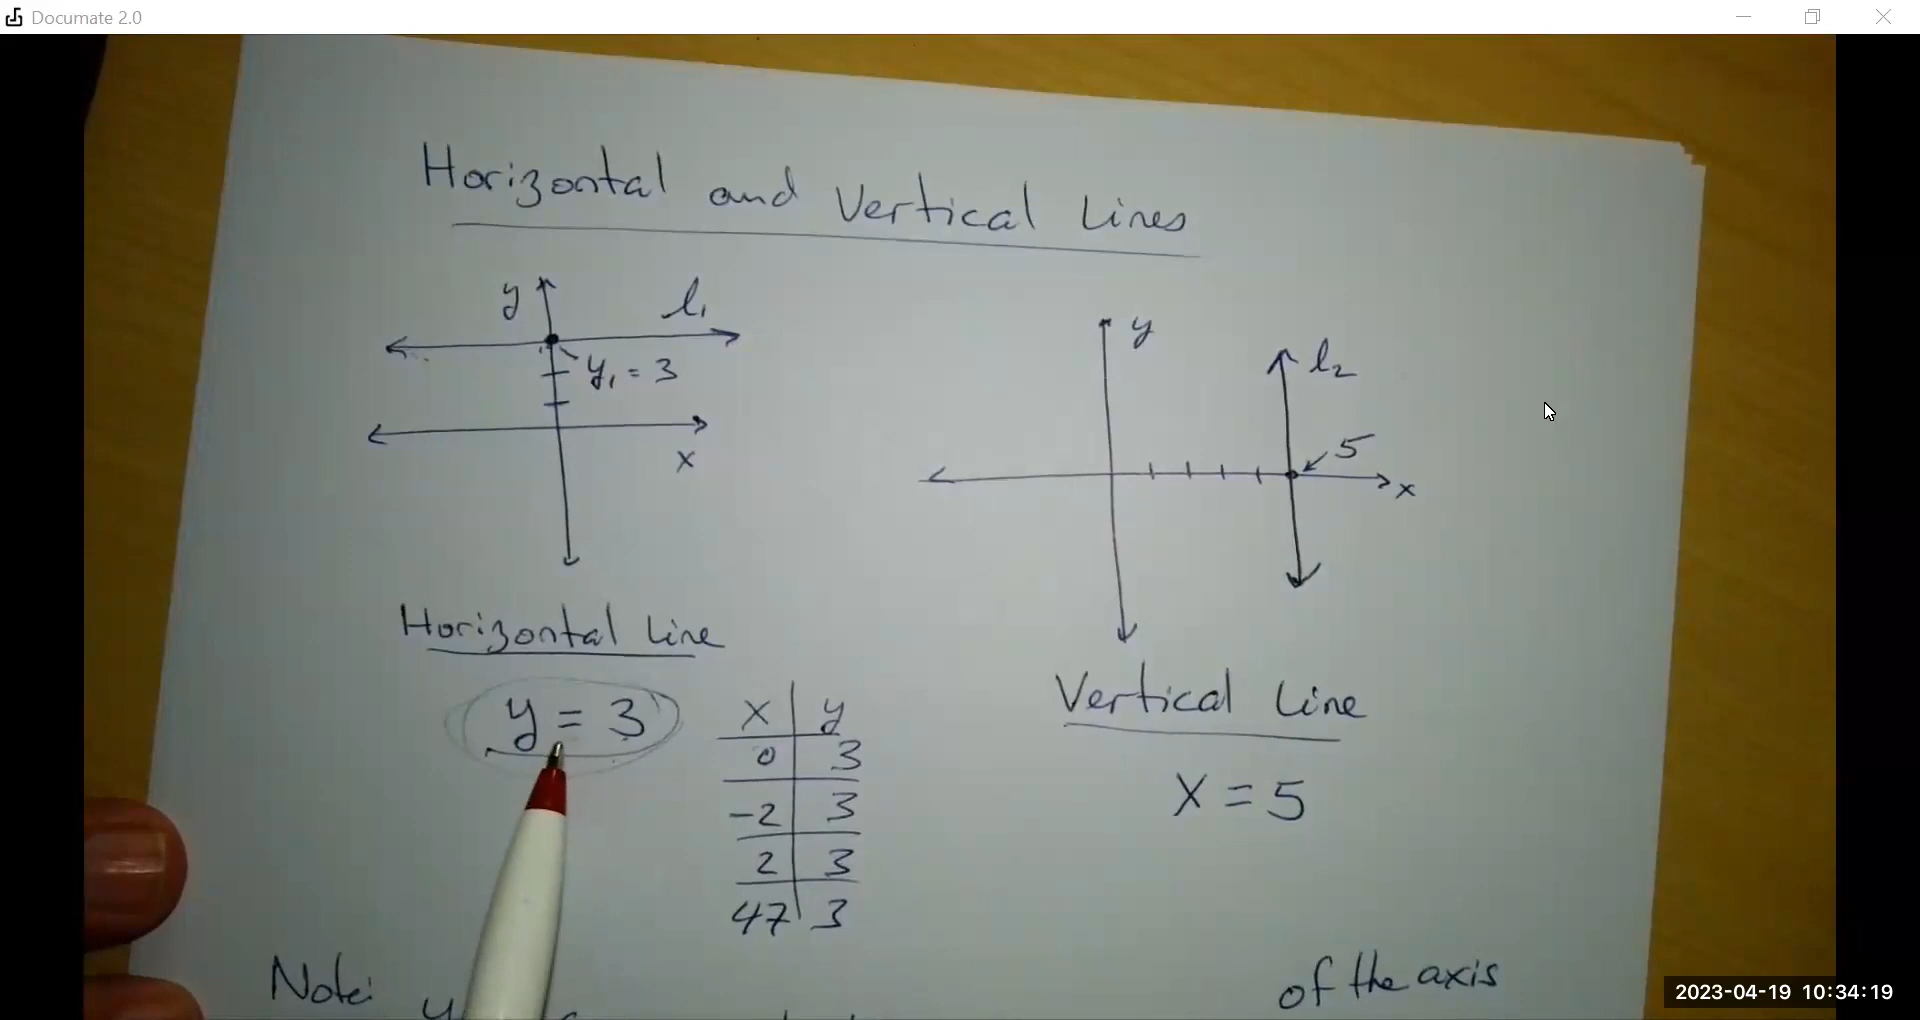 Documate 2.0
Horizontal and Vertical Lines
y
l₁
y₁ = 3
x
y
l₂
5
x
Horizontal Line
y = 3
x | y
0 | 3
-2 | 3
2 | 3
47 | 3
Vertical Line
x = 5
Note:
of the axis
2023-04-19 10:34:19